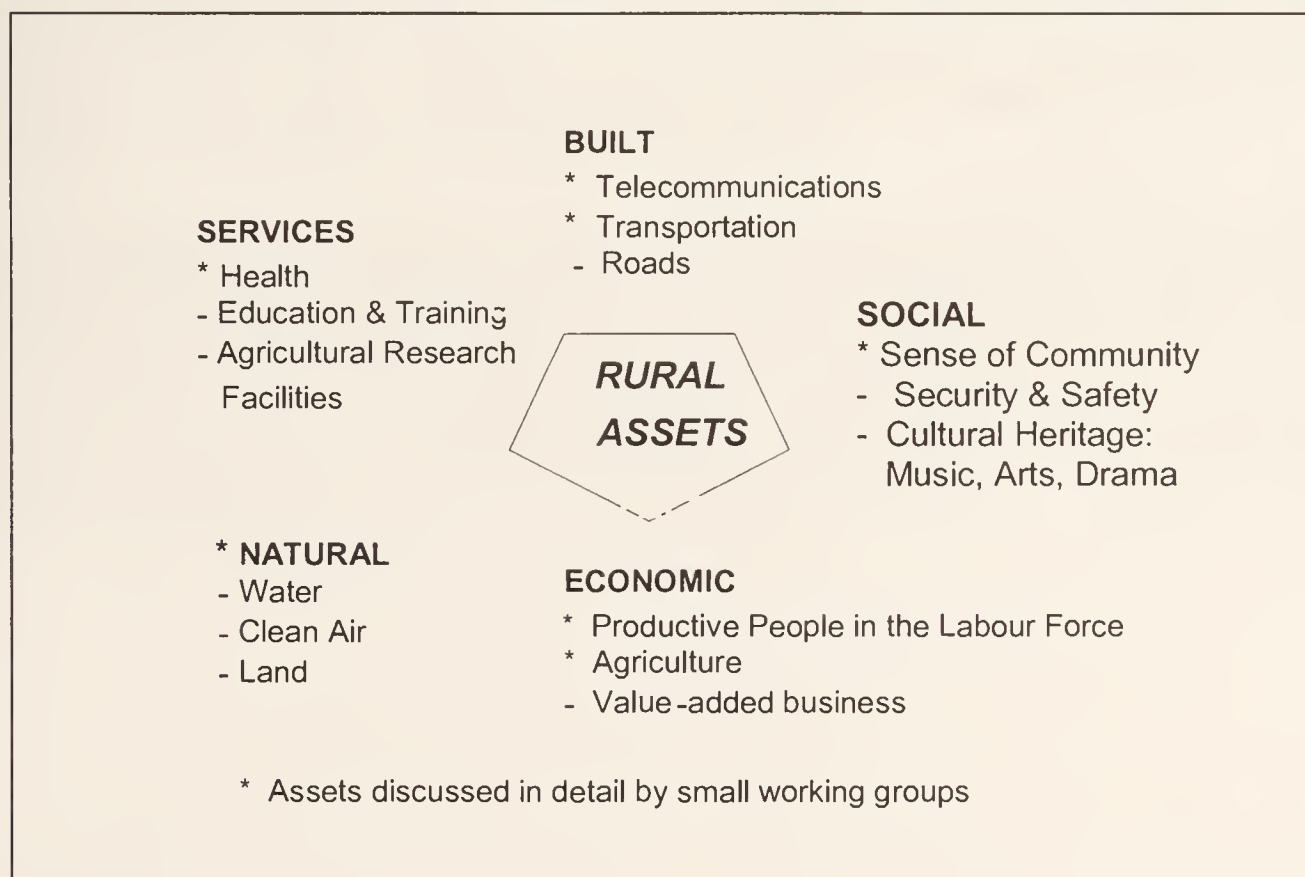 BUILT
* Telecommunications
* Transportation
- Roads
SERVICES
* Health
- Education & Training
- Agricultural Research
Facilities
SOCIAL
* Sense of Community
- Security & Safety
- Cultural Heritage:
Music, Arts, Drama
RURAL
ASSETS
* NATURAL
- Water
- Clean Air
- Land
ECONOMIC
* Productive People in the Labour Force
* Agriculture
- Value-added business
* Assets discussed in detail by small working groups